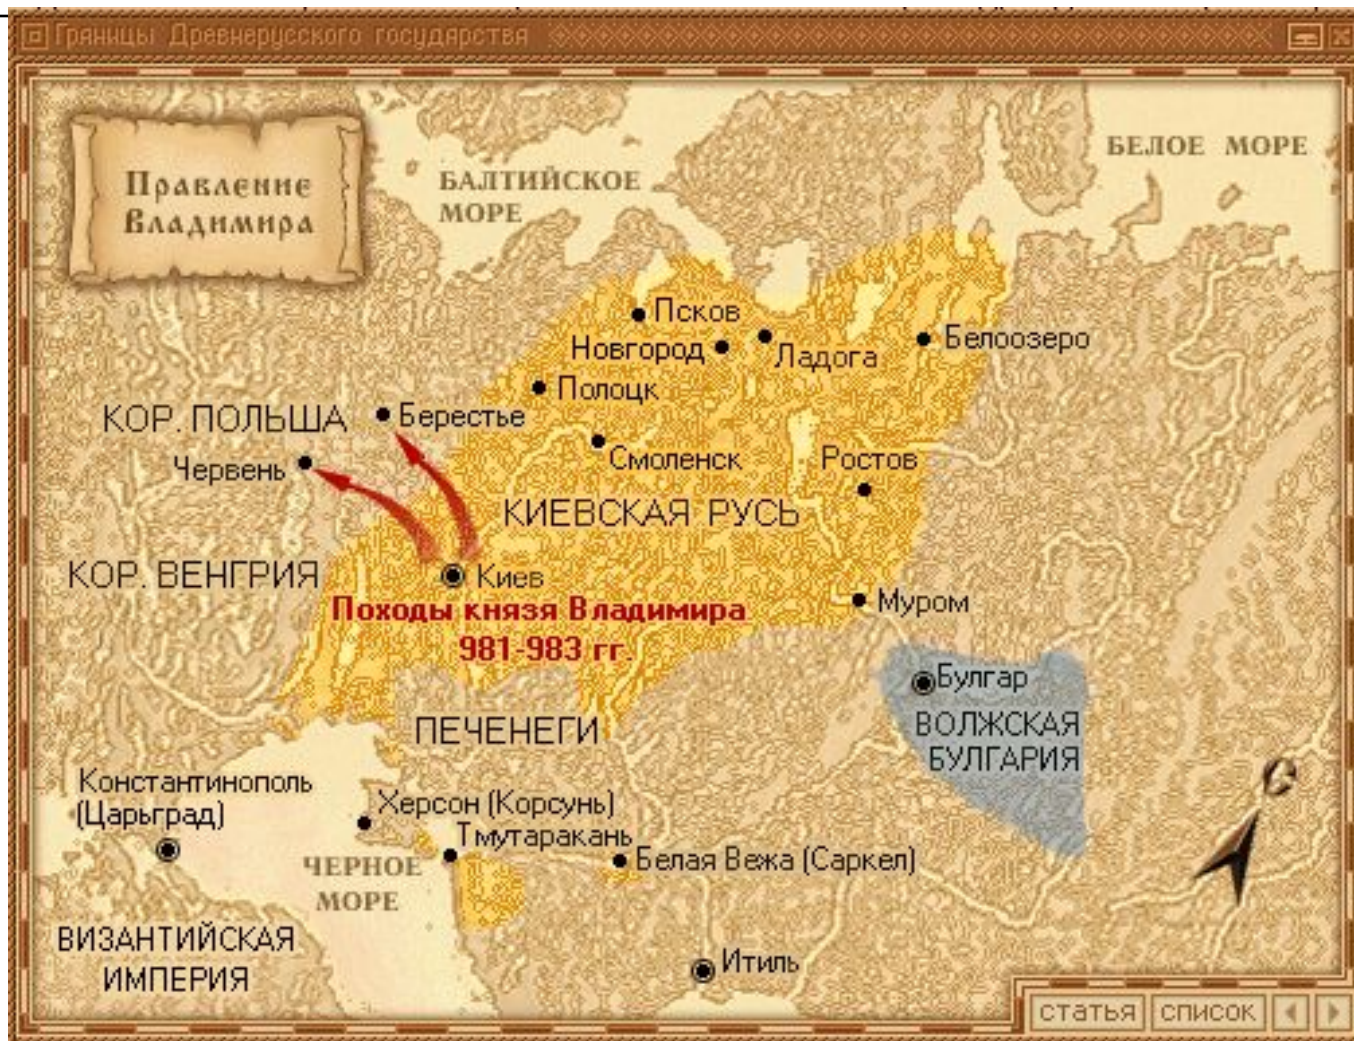 Границы Древнерусского государства
Правление
Владимира
БАЛТИЙСКОЕ
МОРЕ
БЕЛОЕ МОРЕ
Псков
Новгород
Ладога
Белоозеро
Полоцк
КОР. ПОЛЬША
Берестье
Червень
Смоленск
Ростов
КИЕВСКАЯ РУСЬ
КОР. ВЕНГРИЯ
Киев
Муром
Походы князя Владимира
981-983 гг.
Булгар
ВОЛЖСКАЯ
БУЛГАРИЯ
ПЕЧЕНЕГИ
Константинополь
(Царьград)
Херсон (Корсунь)
Тмутаракань
Белая Вежа (Саркел)
ЧЕРНОЕ
МОРЕ
С
ВИЗАНТИЙСКАЯ
ИМПЕРИЯ
Итиль
статья список